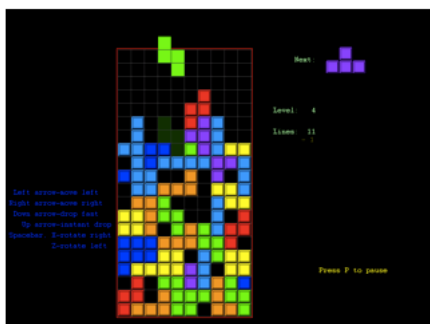 Next:
Level: 4
Lines: 11
Left arrow-move left
Right arrow-move right
Down arrow-drop fast
Up arrow-instant drop
Spacebar X-rotate right
Z-rotate left
Press P to pause